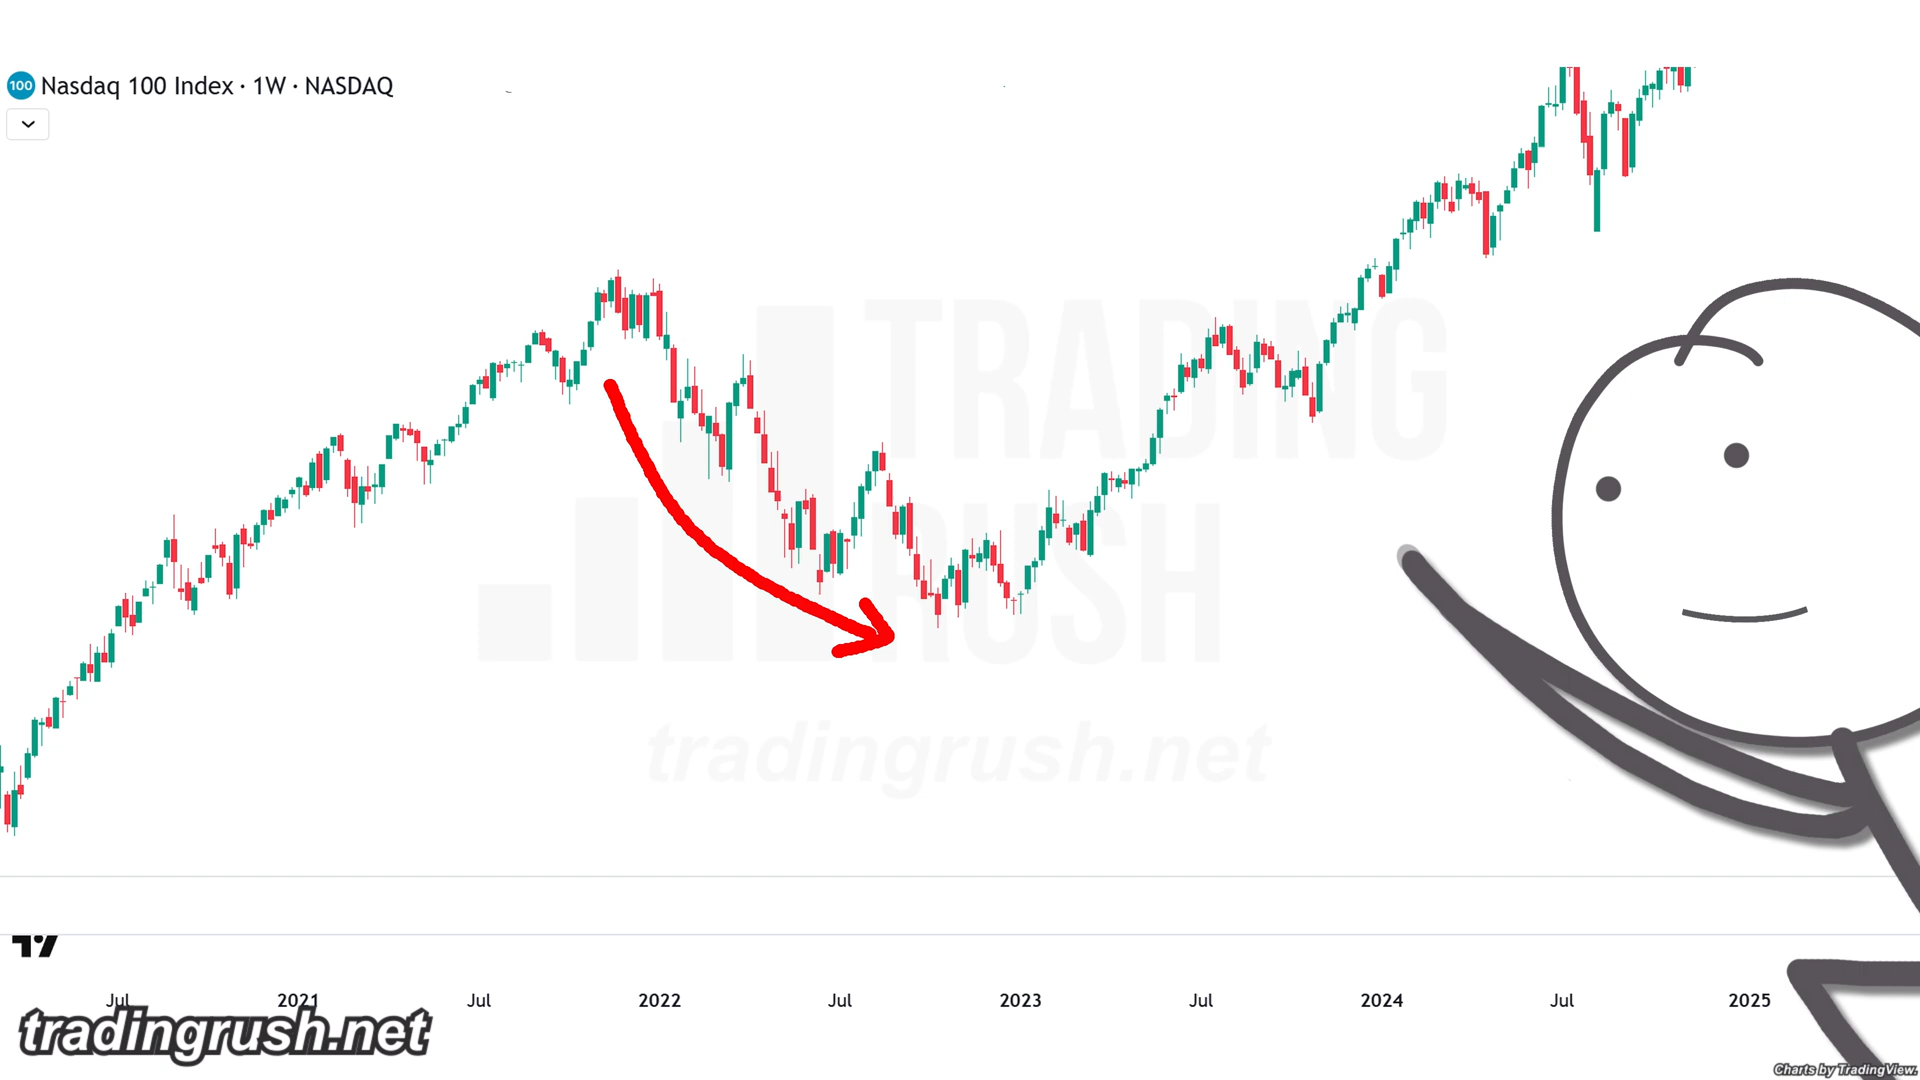 100 Nasdaq 100 Index · 1W · NASDAQ
TRADING
RUSH
tradingrush.net
Jul 2021 Jul 2022 Jul 2023 Jul 2024 Jul 2025
tradingrush.net
Charts by TradingView.